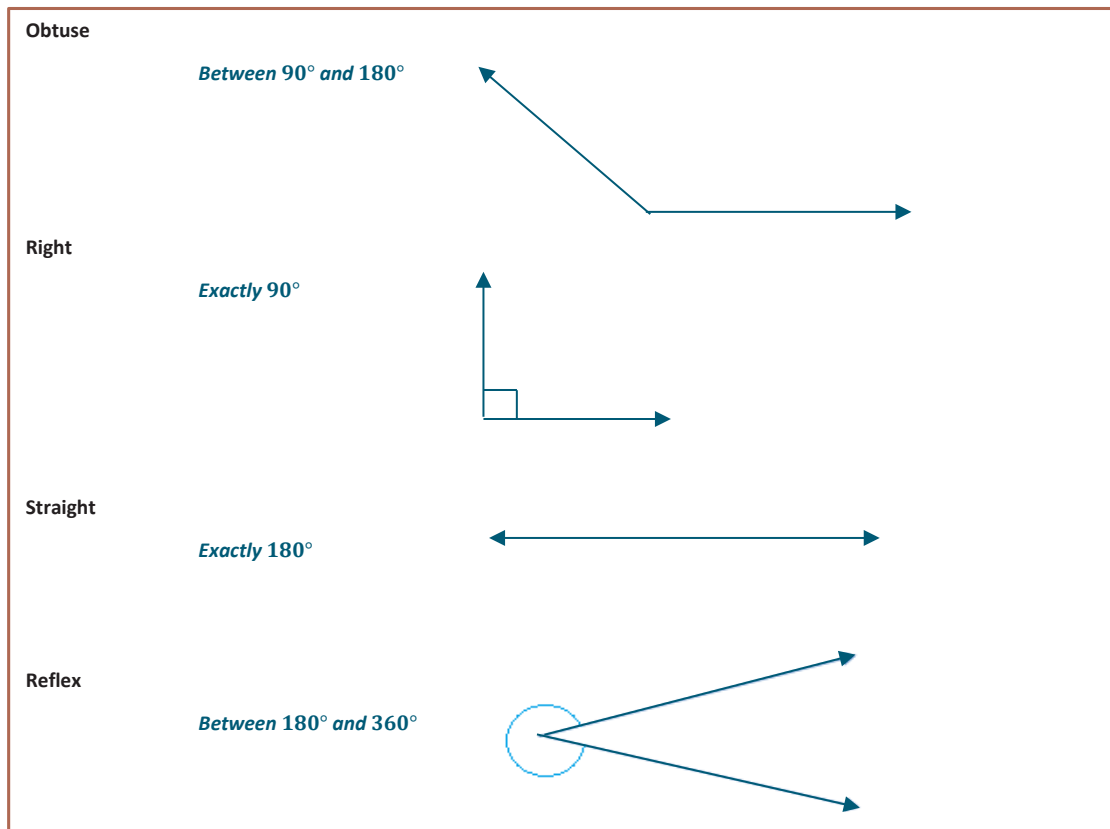 Obtuse
Between 90° and 180°
Right
Exactly 90°
Straight
Exactly 180°
Reflex
Between 180° and 360°